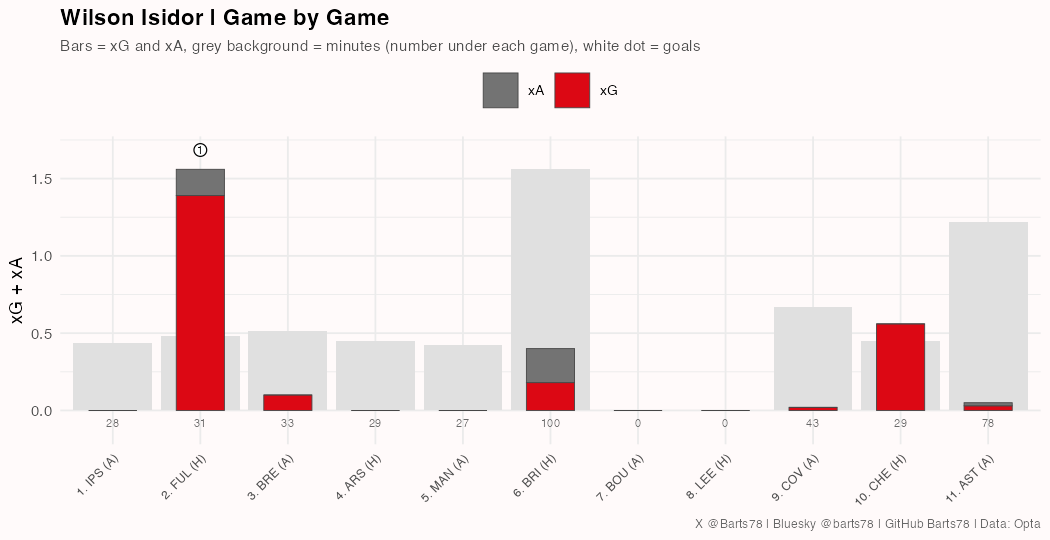 Wilson Isidor | Game by Game
Bars = xG and xA, grey background = minutes (number under each game), white dot = goals
xA
xG
1
xG + xA
1.5
1.0
0.5
0.0
28 31 33 29 27 100 0 0 43 29 78
1. IPS (A) 2. FUL (H) 3. BRE (A) 4. ARS (H) 5. MAN (A) 6. BRI (H) 7. BOU (A) 8. LEE (H) 9. COV (A) 10. CHE (H) 11. AST (A)
X @Barts78 | Bluesky @barts78 | GitHub Barts78 | Data: Opta